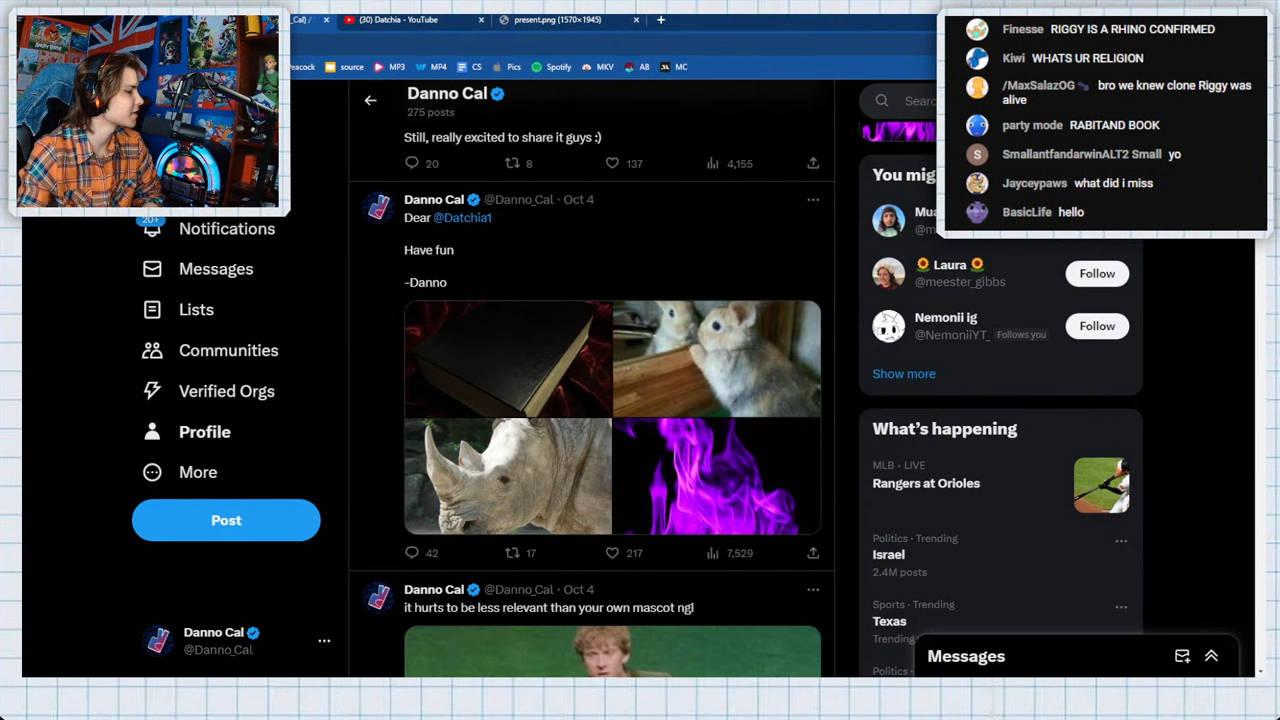 _Cal) /
(30) Datchia - YouTube
present.png (1570×1945)
Peacock
source
MP3
MP4
CS
Pics
Spotify
MKV
AB
MC
Danno Cal
275 posts
Still, really excited to share it guys :)
20
8
137
4,155
Danno Cal @Danno_Cal · Oct 4
Dear @Datchia1
Have fun
-Danno
42
17
217
7,529
Danno Cal @Danno_Cal · Oct 4
it hurts to be less relevant than your own mascot ngl
20+
Notifications
Messages
Lists
Communities
Verified Orgs
Profile
More
Post
Danno Cal
@Danno_Cal
Search
You mig
Mua
@m
Laura
@meester_gibbs
Follow
Nemonii ig
@NemoniiYT_ Follows you
Follow
Show more
What's happening
MLB · LIVE
Rangers at Orioles
Politics · Trending
Israel
2.4M posts
Sports · Trending
Texas
Trending
Politics
Messages
Finesse RIGGY IS A RHINO CONFIRMED
Kiwi WHATS UR RELIGION
/MaxSalazOG bro we knew clone Riggy was
alive
party mode RABITAND BOOK
SmallantfandarwinALT2 Small yo
Jayceypaws what did i miss
BasicLife hello